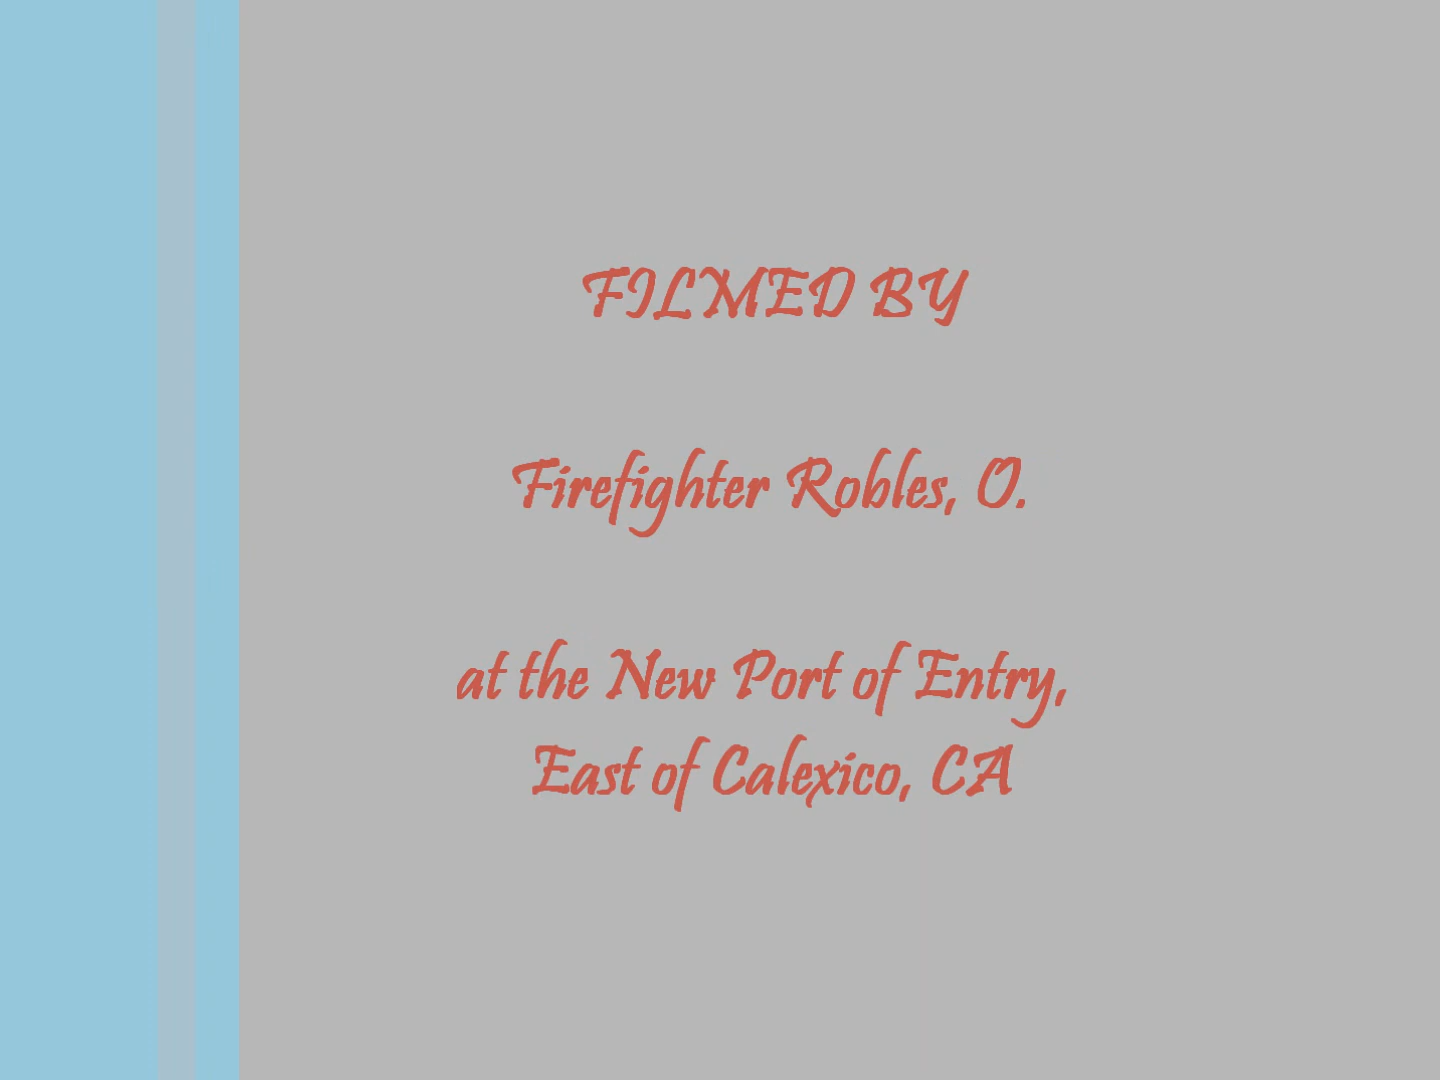 FILMED BY
Firefighter Robles, O.
at the New Port of Entry,
East of Calexico, CA